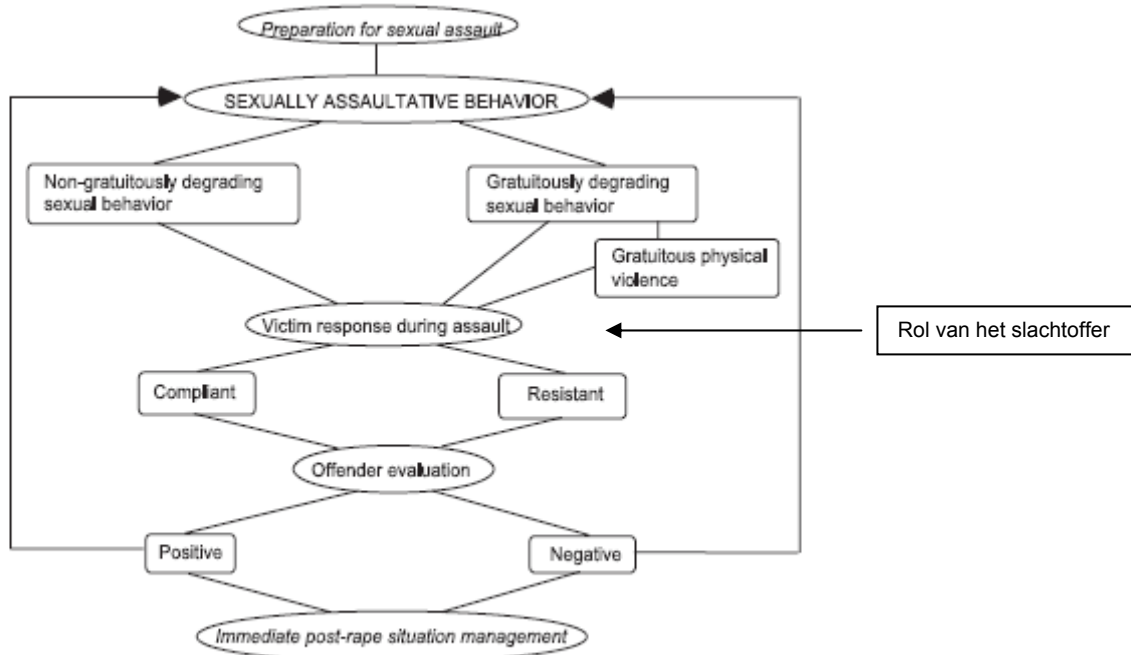 Preparation for sexual assault
SEXUALLY ASSAULTATIVE BEHAVIOR
Non-gratuitously degrading
sexual behavior
Gratuitously degrading
sexual behavior
Gratuitous physical
violence
Victim response during assault
Rol van het slachtoffer
Compliant
Resistant
Offender evaluation
Positive
Negative
Immediate post-rape situation management